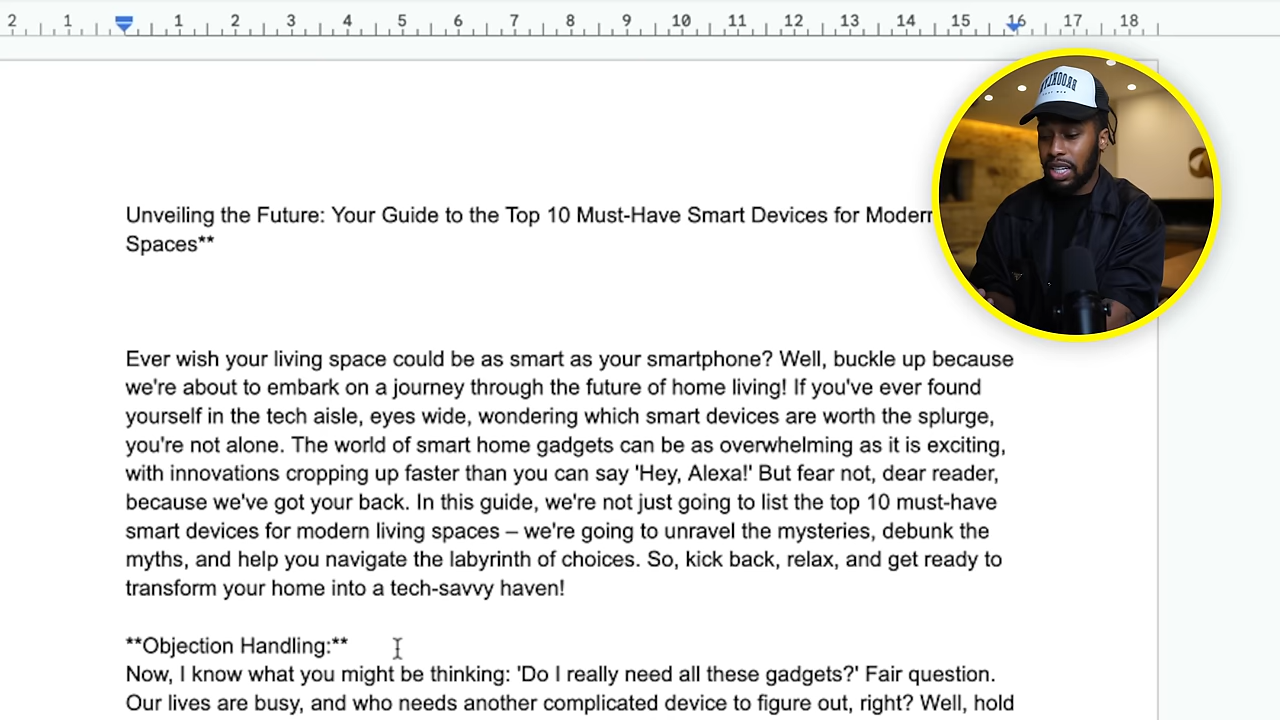 2 1 1 2 3 4 5 6 7 8 9 10 11 12 13 14 15 16 17 18
Unveiling the Future: Your Guide to the Top 10 Must-Have Smart Devices for Modern
Spaces**
Ever wish your living space could be as smart as your smartphone? Well, buckle up because
we're about to embark on a journey through the future of home living! If you've ever found
yourself in the tech aisle, eyes wide, wondering which smart devices are worth the splurge,
you're not alone. The world of smart home gadgets can be as overwhelming as it is exciting,
with innovations cropping up faster than you can say 'Hey, Alexa!' But fear not, dear reader,
because we've got your back. In this guide, we're not just going to list the top 10 must-have
smart devices for modern living spaces – we're going to unravel the mysteries, debunk the
myths, and help you navigate the labyrinth of choices. So, kick back, relax, and get ready to
transform your home into a tech-savvy haven!
**Objection Handling:**
Now, I know what you might be thinking: 'Do I really need all these gadgets?' Fair question.
Our lives are busy, and who needs another complicated device to figure out, right? Well, hold